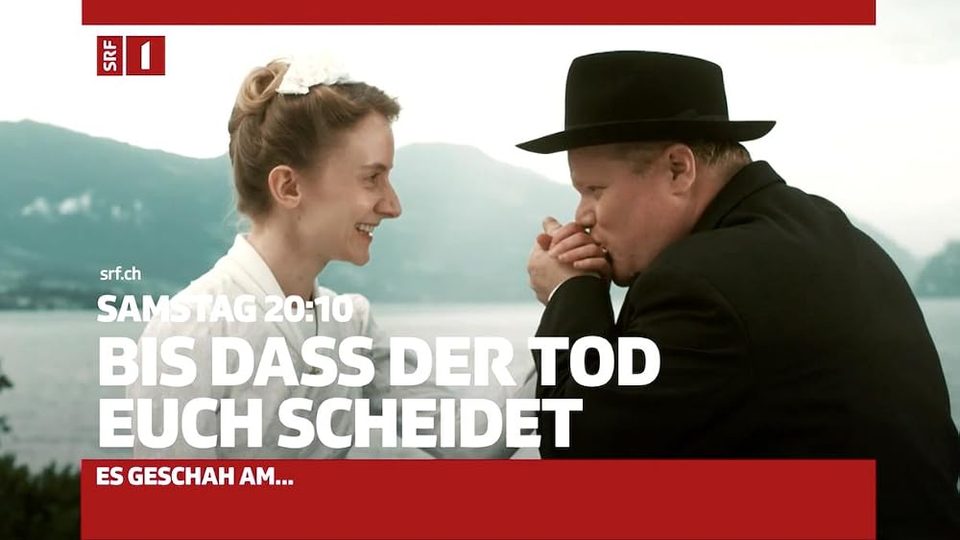 SRF 1
srf.ch
SAMSTAG 20:10
BIS DASS DER TOD
EUCH SCHEIDET
ES GESCHAH AM...